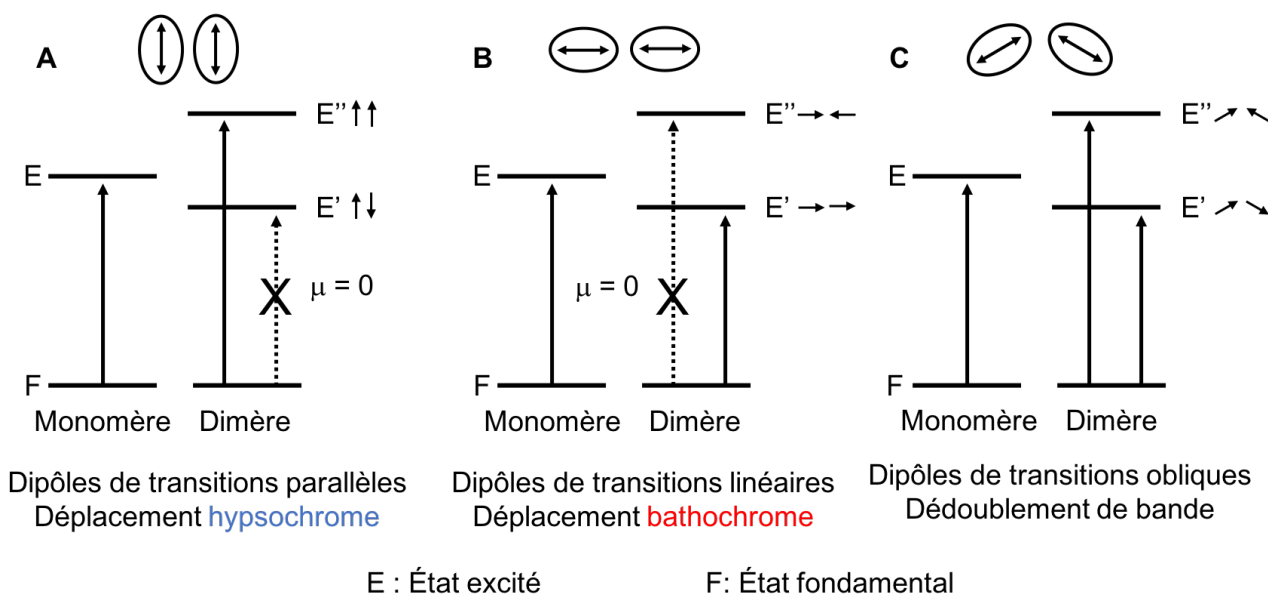 A
E''
E
E'
μ = 0
F
Monomère Dimère
Dipôles de transitions parallèles
Déplacement hypsochrome
B
E''
E
E'
μ = 0
F
Monomère Dimère
Dipôles de transitions linéaires
Déplacement bathochrome
C
E''
E
E'
F
Monomère Dimère
Dipôles de transitions obliques
Dédoublement de bande
E : État excité
F: État fondamental